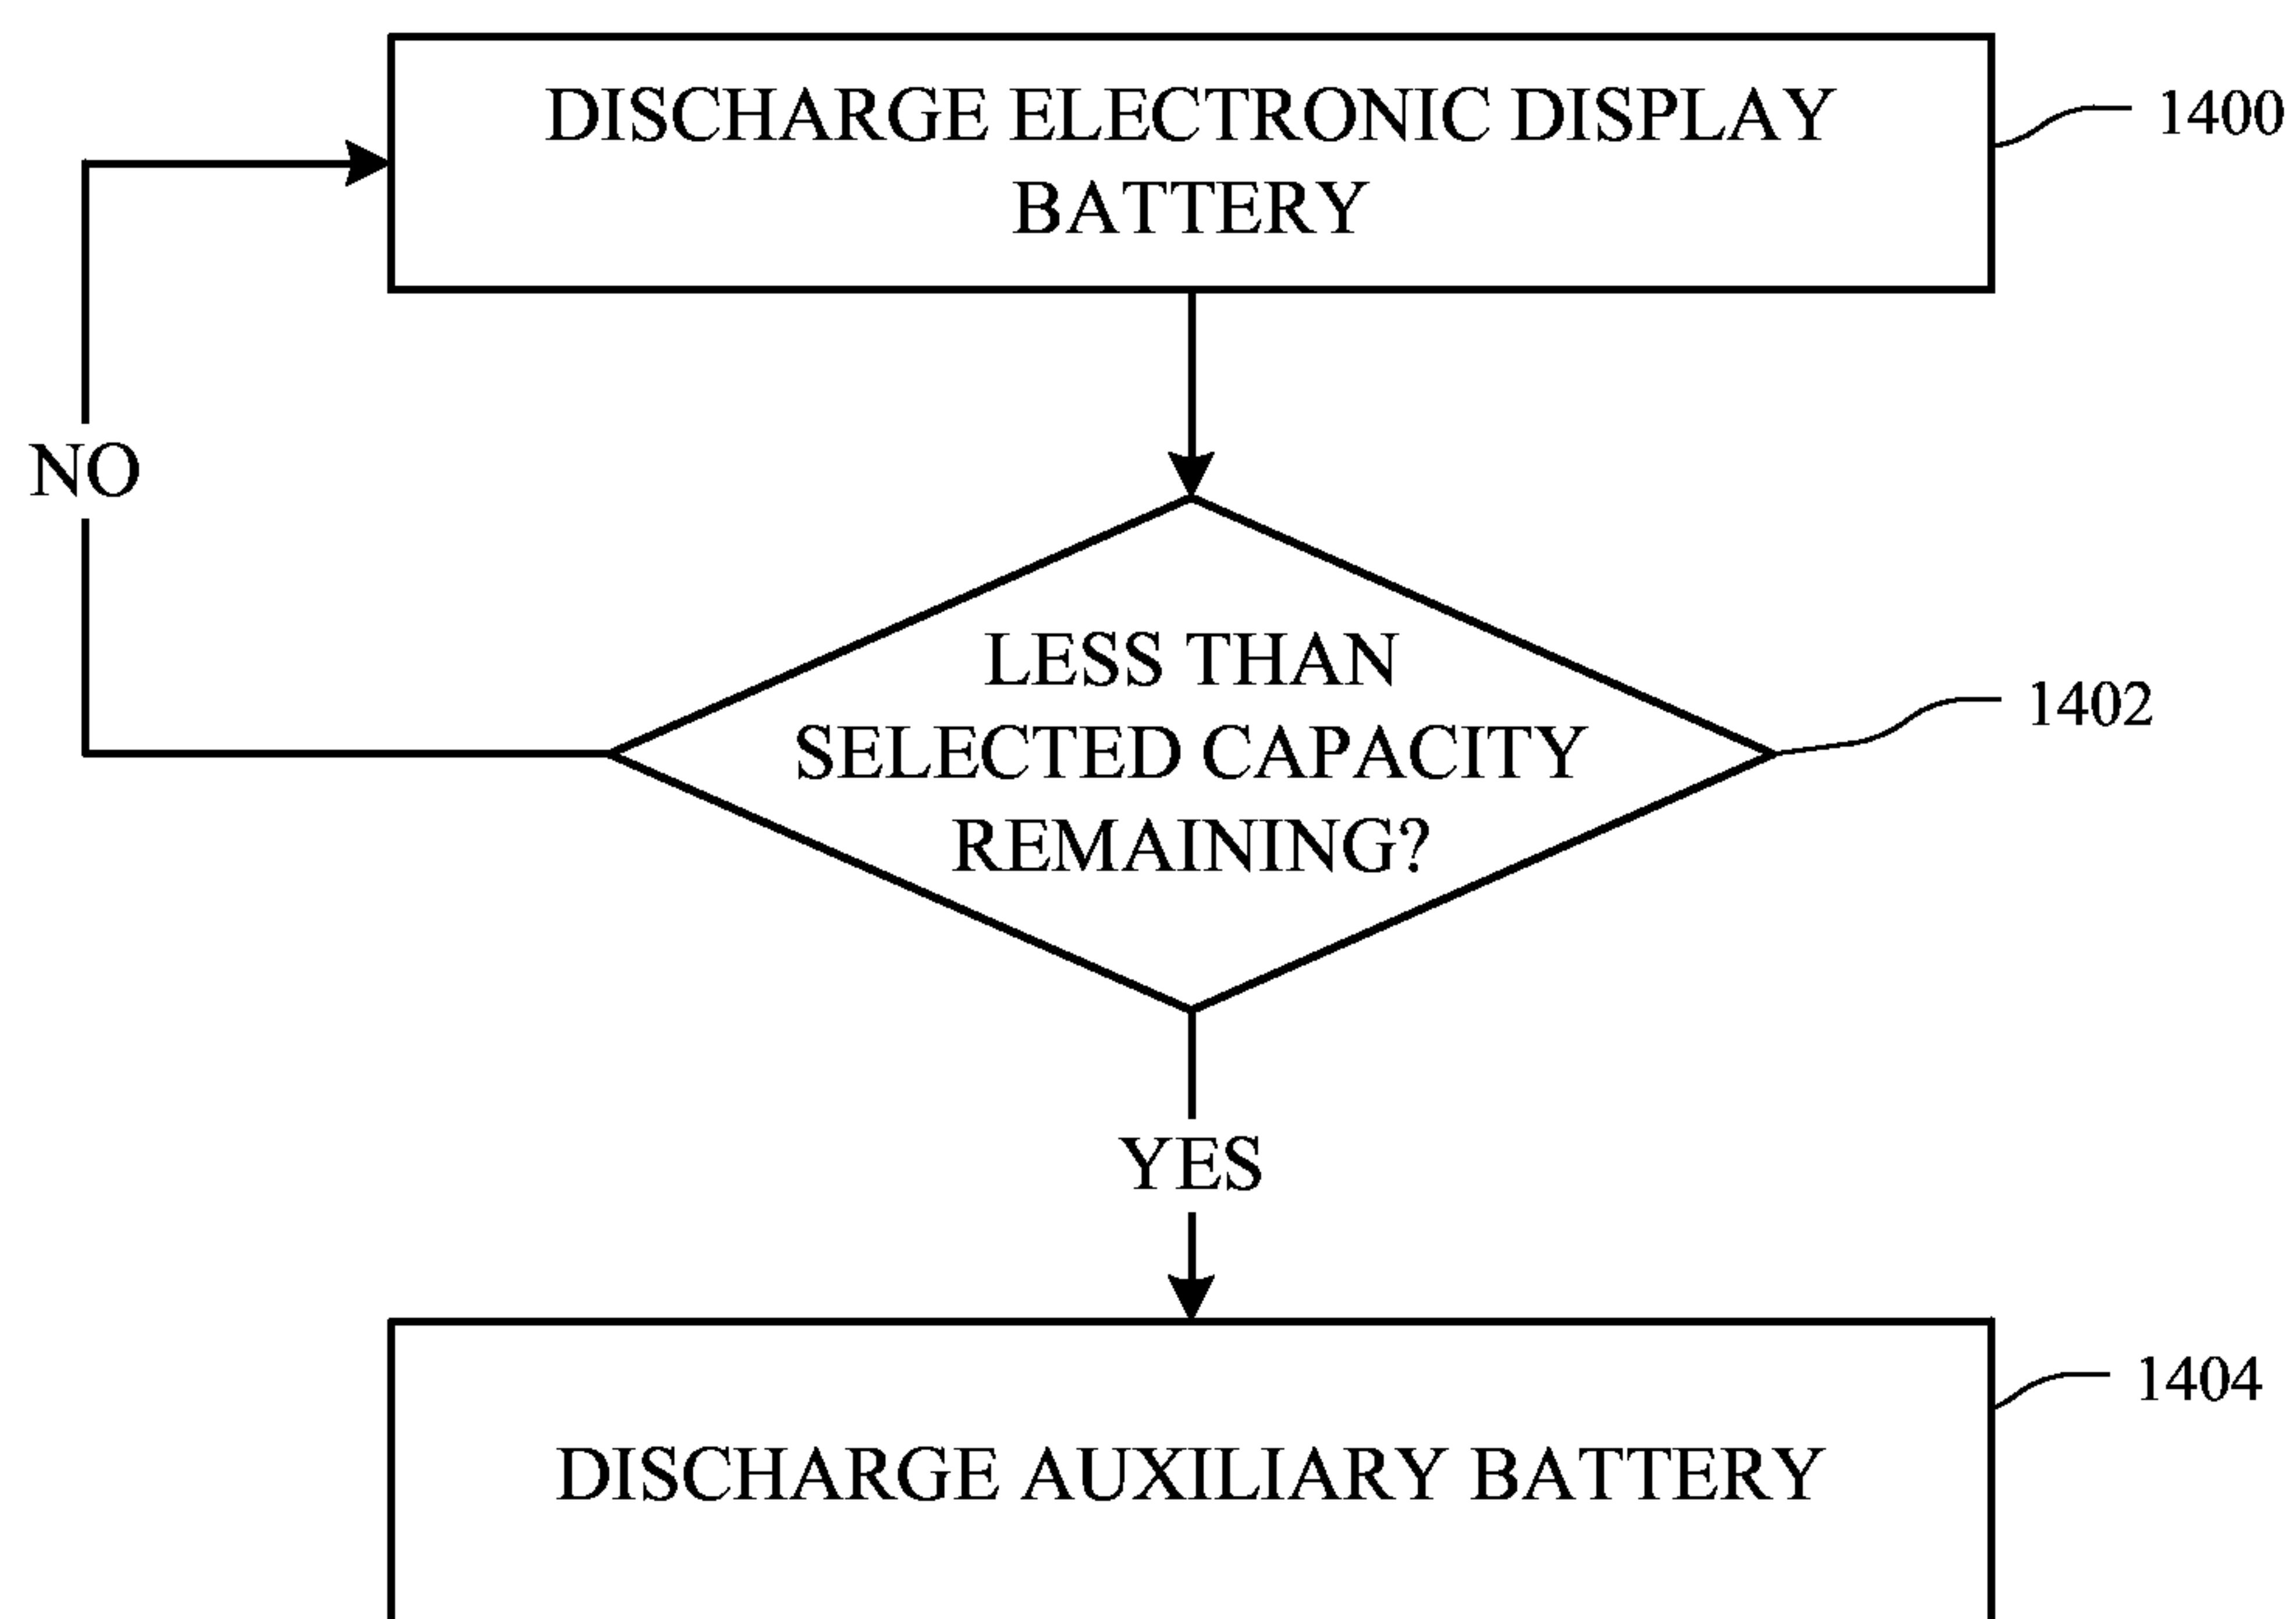 DISCHARGE ELECTRONIC DISPLAY
BATTERY
1400
NO
LESS THAN
SELECTED CAPACITY
REMAINING?
1402
YES
1404
DISCHARGE AUXILIARY BATTERY